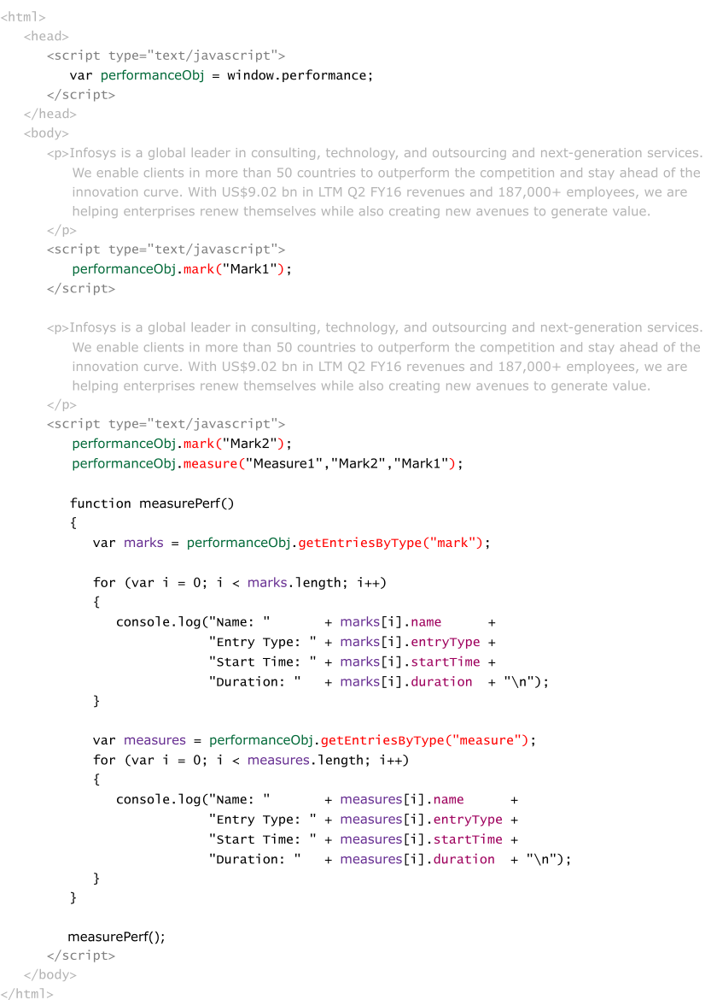 <html>
<head>
<script type="text/javascript">
var performanceObj = window.performance;
</script>
</head>
<body>
<p>Infosys is a global leader in consulting, technology, and outsourcing and next-generation services.
We enable clients in more than 50 countries to outperform the competition and stay ahead of the
innovation curve. With US$9.02 bn in LTM Q2 FY16 revenues and 187,000+ employees, we are
helping enterprises renew themselves while also creating new avenues to generate value.
</p>
<script type="text/javascript">
performanceObj.mark("Mark1");
</script>
<p>Infosys is a global leader in consulting, technology, and outsourcing and next-generation services.
We enable clients in more than 50 countries to outperform the competition and stay ahead of the
innovation curve. With US$9.02 bn in LTM Q2 FY16 revenues and 187,000+ employees, we are
helping enterprises renew themselves while also creating new avenues to generate value.
</p>
<script type="text/javascript">
performanceObj.mark("Mark2");
performanceObj.measure("Measure1","Mark2","Mark1");
function measurePerf()
{
var marks = performanceObj.getEntriesByType("mark");
for (var i = 0; i < marks.length; i++)
{
console.log("Name: " + marks[i].name +
"Entry Type: " + marks[i].entryType +
"Start Time: " + marks[i].startTime +
"Duration: " + marks[i].duration + "\n");
}
var measures = performanceObj.getEntriesByType("measure");
for (var i = 0; i < measures.length; i++)
{
console.log("Name: " + measures[i].name +
"Entry Type: " + measures[i].entryType +
"Start Time: " + measures[i].startTime +
"Duration: " + measures[i].duration + "\n");
}
}
measurePerf();
</script>
</body>
</html>